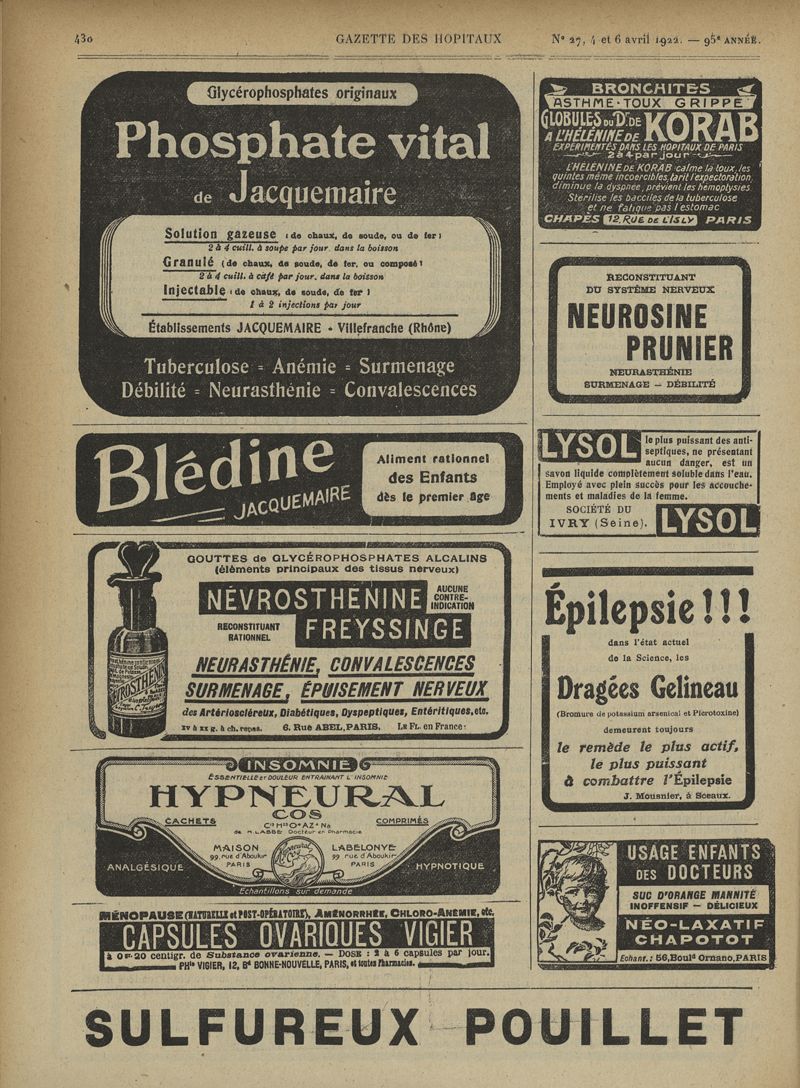 430
GAZETTE DES HOPITAUX
N° 27, 4 et 6 avril 1922. — 95e ANNÉE.
Glycérophosphates originaux
Phosphate vital
de Jacquemaire
Solution gazeuse (de chaux, de soude, ou de fer)
2 à 4 cuill. à soupe par jour, dans la boisson
Granulé (de chaux, de soude, de fer, ou composé)
2 à 4 cuill. à café par jour, dans la boisson
Injectable (de chaux, de soude, de fer)
1 à 2 injections par jour
Établissements JACQUEMAIRE - Villefranche (Rhône)
Tuberculose = Anémie = Surmenage
Débilité = Neurasthénie = Convalescences
Blédine
JACQUEMAIRE
Aliment rationnel
des Enfants
dès le premier âge
GOUTTES de GLYCÉROPHOSPHATES ALCALINS
(éléments principaux des tissus nerveux)
NÉVROSTHÉNINE
AUCUNE
CONTRE-
INDICATION
RECONSTITUANT
RATIONNEL
FREYSSINGE
NEURASTHÉNIE, CONVALESCENCES
SURMENAGE, ÉPUISEMENT NERVEUX
des Artérioscléreux, Diabétiques, Dyspeptiques, Entéritiques, etc.
XV à XX g. à ch. repas. 6, Rue ABEL, PARIS. Le Fl. en France:
INSOMNIE
ESSENTIELLE et DOULEUR ENTRAINANT L'INSOMNIE
HYPNEURAL
COS
CACHETS
COMPRIMÉS
de H. LABBÉ Docteur en Pharmacie
MAISON LABELONYE
99, rue d'Aboukir 99 rue d'Aboukir
PARIS PARIS
ANALGÉSIQUE
HYPNOTIQUE
Échantillons sur demande
MÉNOPAUSE (NATURELLE et POST-OPÉRATOIRE), AMÉNORRHÉE, CHLORO-ANÉMIE, etc.
CAPSULES OVARIQUES VIGIER
à 0 gr. 20 centigr. de Substance ovarienne. — DOSE : 2 à 6 capsules par jour.
PHie VIGIER, 12, Bd BONNE-NOUVELLE, PARIS, et toutes Pharmacies.
BRONCHITES
ASTHME · TOUX GRIPPE
GLOBULES DU Dr. DE KORAB
A L'HÉLÉNINE DE
EXPÉRIMENTÉS DANS LES HOPITAUX DE PARIS
2 à 4 par jour
L'HÉLÉNINE DE KORAB calme la toux, les
quintes même incoercibles, tarit l'expectoration,
diminue la dyspnée, prévient les hémoptysies
Stérilise les bacilles de la tuberculose
et ne fatigue pas l'estomac
CHAPÈS 12, RUE DE L'ISLY PARIS
RECONSTITUANT
DU SYSTÈME NERVEUX
NEUROSINE
PRUNIER
NEURASTHÉNIE
SURMENAGE — DÉBILITÉ
LYSOL
le plus puissant des anti-
septiques, ne présentant
aucun danger, est un
savon liquide complètement soluble dans l'eau.
Employé avec plein succès pour les accouche-
ments et maladies de la femme.
SOCIÉTÉ DU
IVRY (Seine). LYSOL
Épilepsie!!!
dans l'état actuel
de la Science, les
Dragées Gelineau
(Bromure de potassium arsenical et Picrotoxine)
demeurent toujours
le remède le plus actif,
le plus puissant
à combattre l'Épilepsie
J. Mousnier, à Sceaux.
USAGE ENFANTS
DES DOCTEURS
SUC D'ORANGE MANNITÉ
INOFFENSIF — DÉLICIEUX
NÉO-LAXATIF
CHAPOTOT
Échant.: 56, Bould Ornano, PARIS
SULFUREUX POUILLET